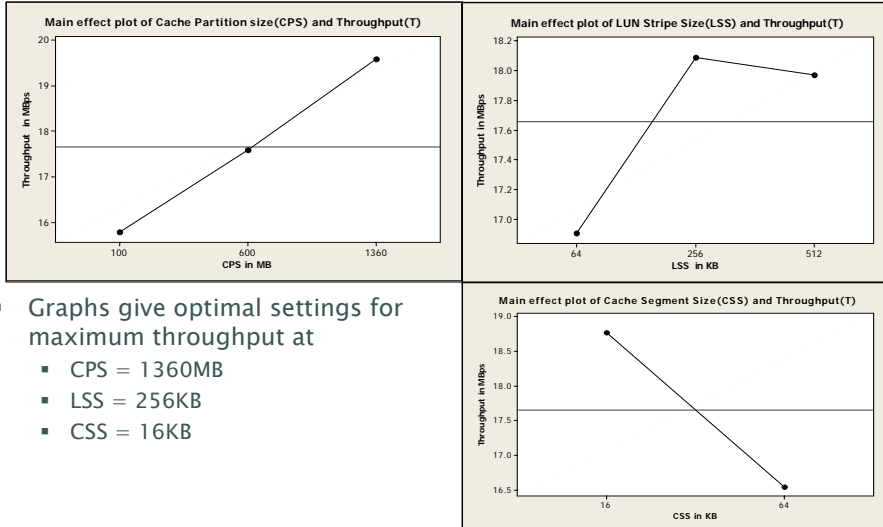 Main effect plot of Cache Partition size(CPS) and Throughput(T)
Throughput in MBps
20
19
18
17
16
100 600 1360
CPS in MB
Main effect plot of LUN Stripe Size(LSS) and Throughput(T)
Throughput in MBps
18.2
18.0
17.8
17.6
17.4
17.2
17.0
64 256 512
LSS in KB
▪ Graphs give optimal settings for
maximum throughput at
▪ CPS = 1360MB
▪ LSS = 256KB
▪ CSS = 16KB
Main effect plot of Cache Segment Size(CSS) and Throughput(T)
Throughput in MBps
19.0
18.5
18.0
17.5
17.0
16.5
16 64
CSS in KB